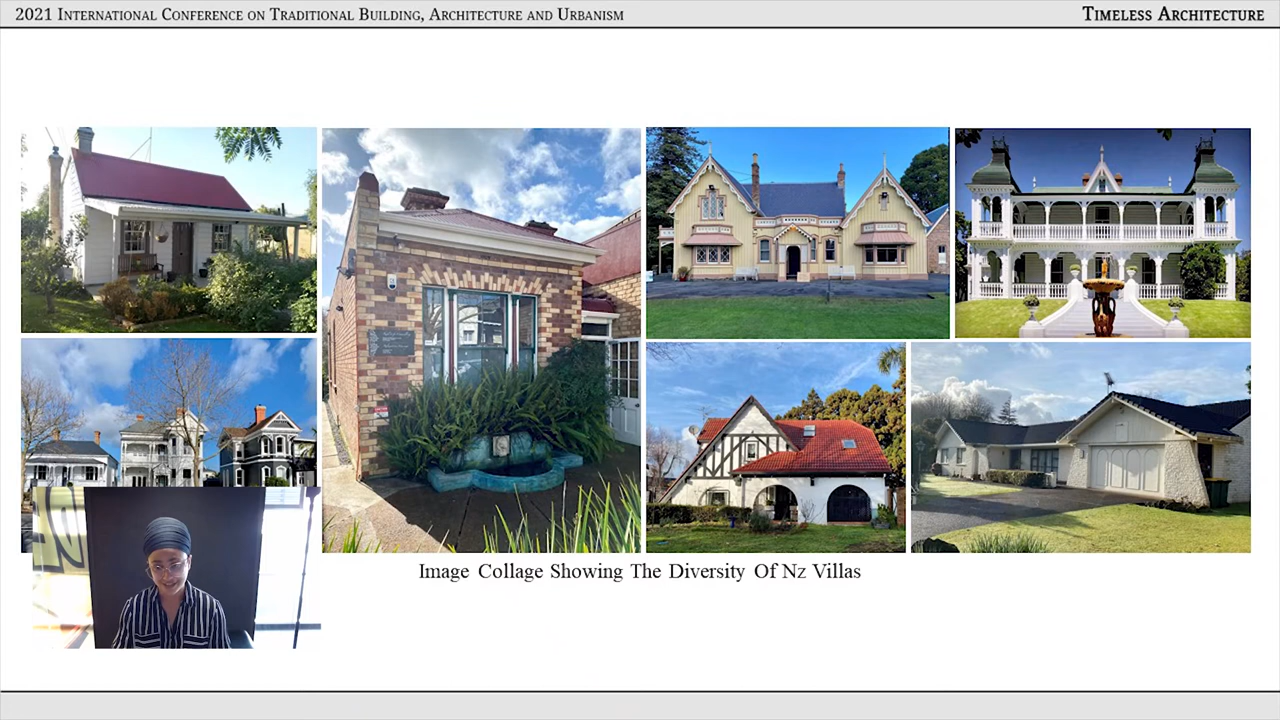 2021 International Conference on Traditional Building, Architecture and Urbanism
Timeless Architecture
Image Collage Showing The Diversity Of Nz Villas